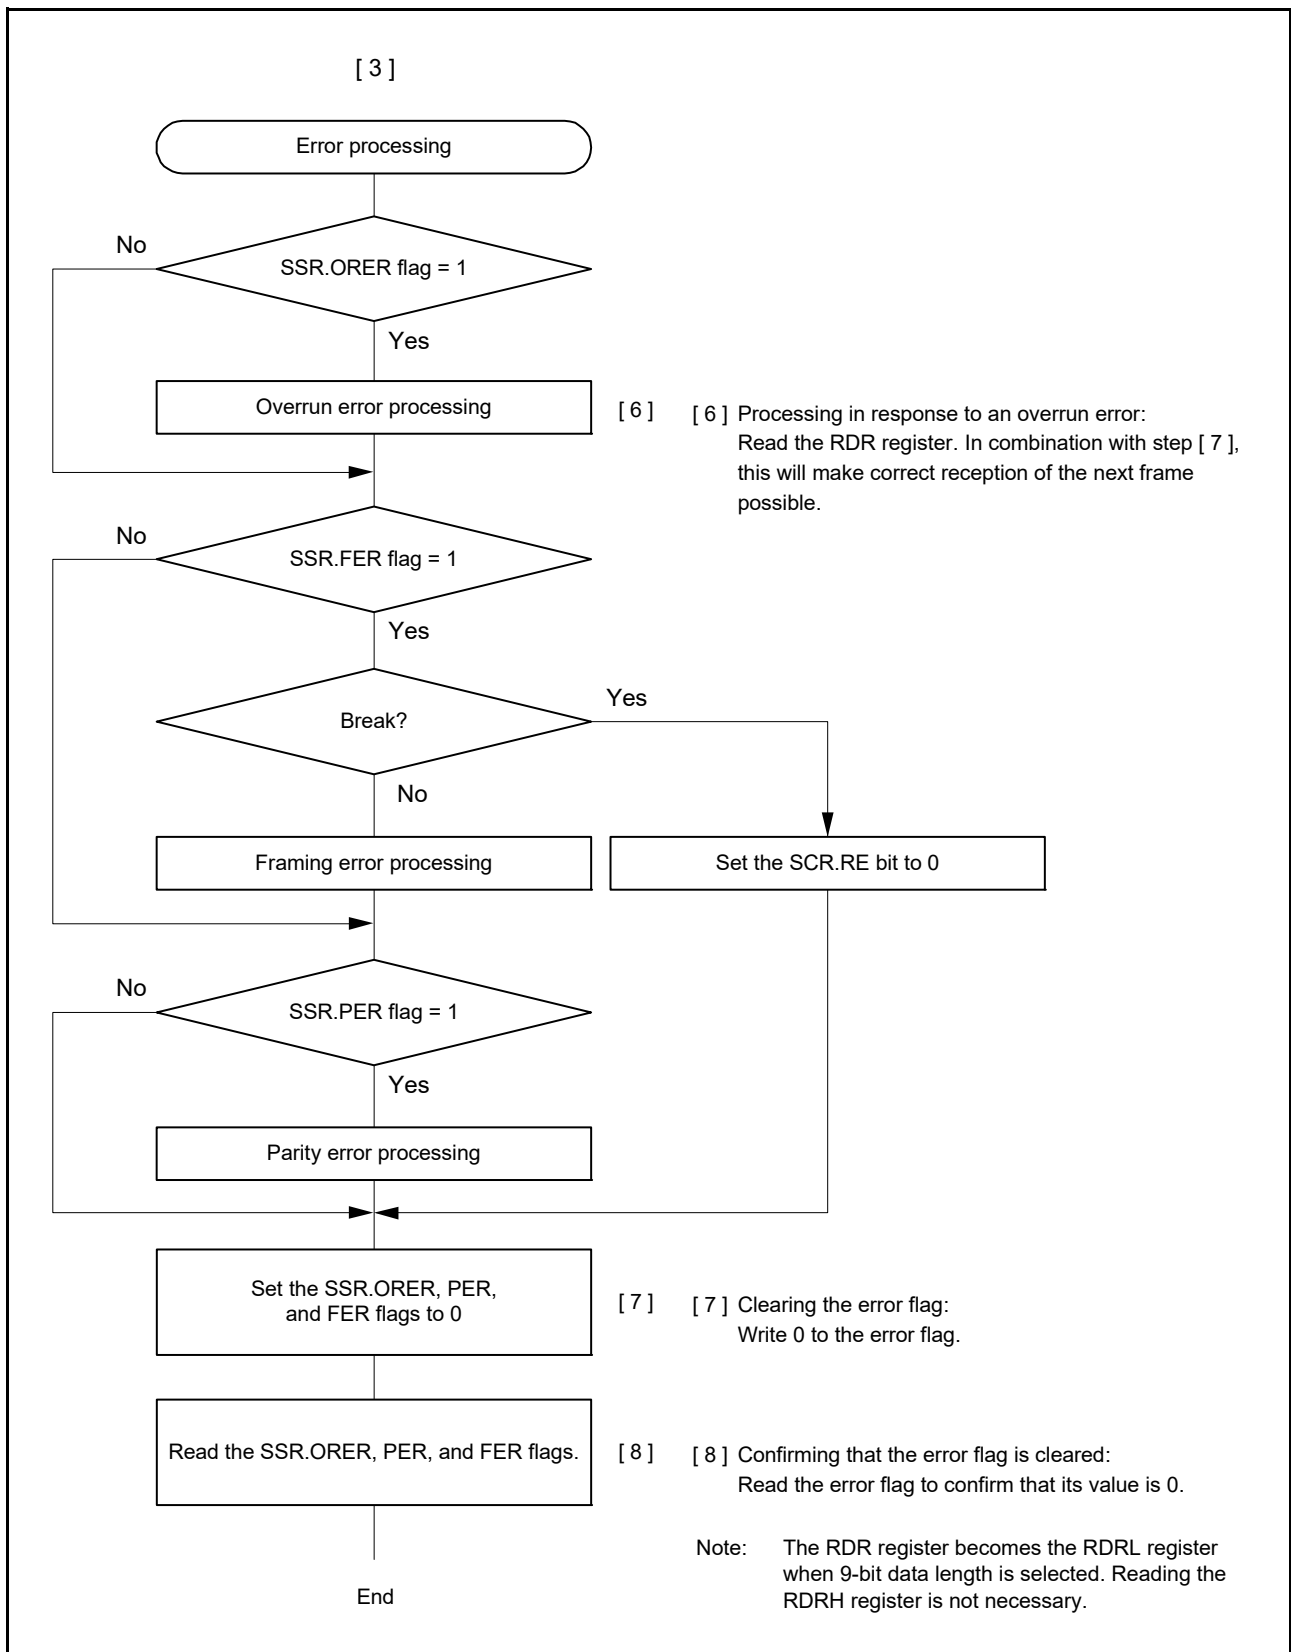 [ 3 ]
Error processing
No
SSR.ORER flag = 1
Yes
Overrun error processing
[ 6 ]
[ 6 ] Processing in response to an overrun error:
Read the RDR register. In combination with step [ 7 ],
this will make correct reception of the next frame
possible.
No
SSR.FER flag = 1
Yes
Break?
Yes
No
Framing error processing
Set the SCR.RE bit to 0
No
SSR.PER flag = 1
Yes
Parity error processing
Set the SSR.ORER, PER,
and FER flags to 0
[ 7 ]
[ 7 ] Clearing the error flag:
Write 0 to the error flag.
Read the SSR.ORER, PER, and FER flags.
[ 8 ]
[ 8 ] Confirming that the error flag is cleared:
Read the error flag to confirm that its value is 0.
Note: The RDR register becomes the RDRL register
when 9-bit data length is selected. Reading the
RDRH register is not necessary.
End